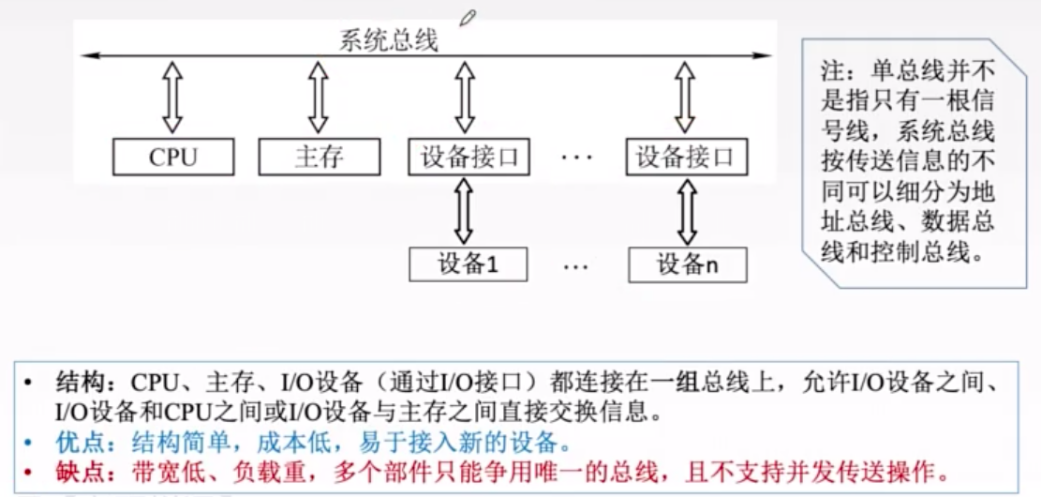 系统总线
CPU
主存
设备接口
...
设备接口
设备1
...
设备n
注：单总线并不
是指只有一根信
号线，系统总线
按传送信息的不
同可以细分为地
址总线、数据总
线和控制总线。
• 结构：CPU、主存、I/O设备（通过I/O接口）都连接在一组总线上，允许I/O设备之间、
I/O设备和CPU之间或I/O设备与主存之间直接交换信息。
• 优点：结构简单，成本低，易于接入新的设备。
• 缺点：带宽低、负载重，多个部件只能争用唯一的总线，且不支持并发传送操作。